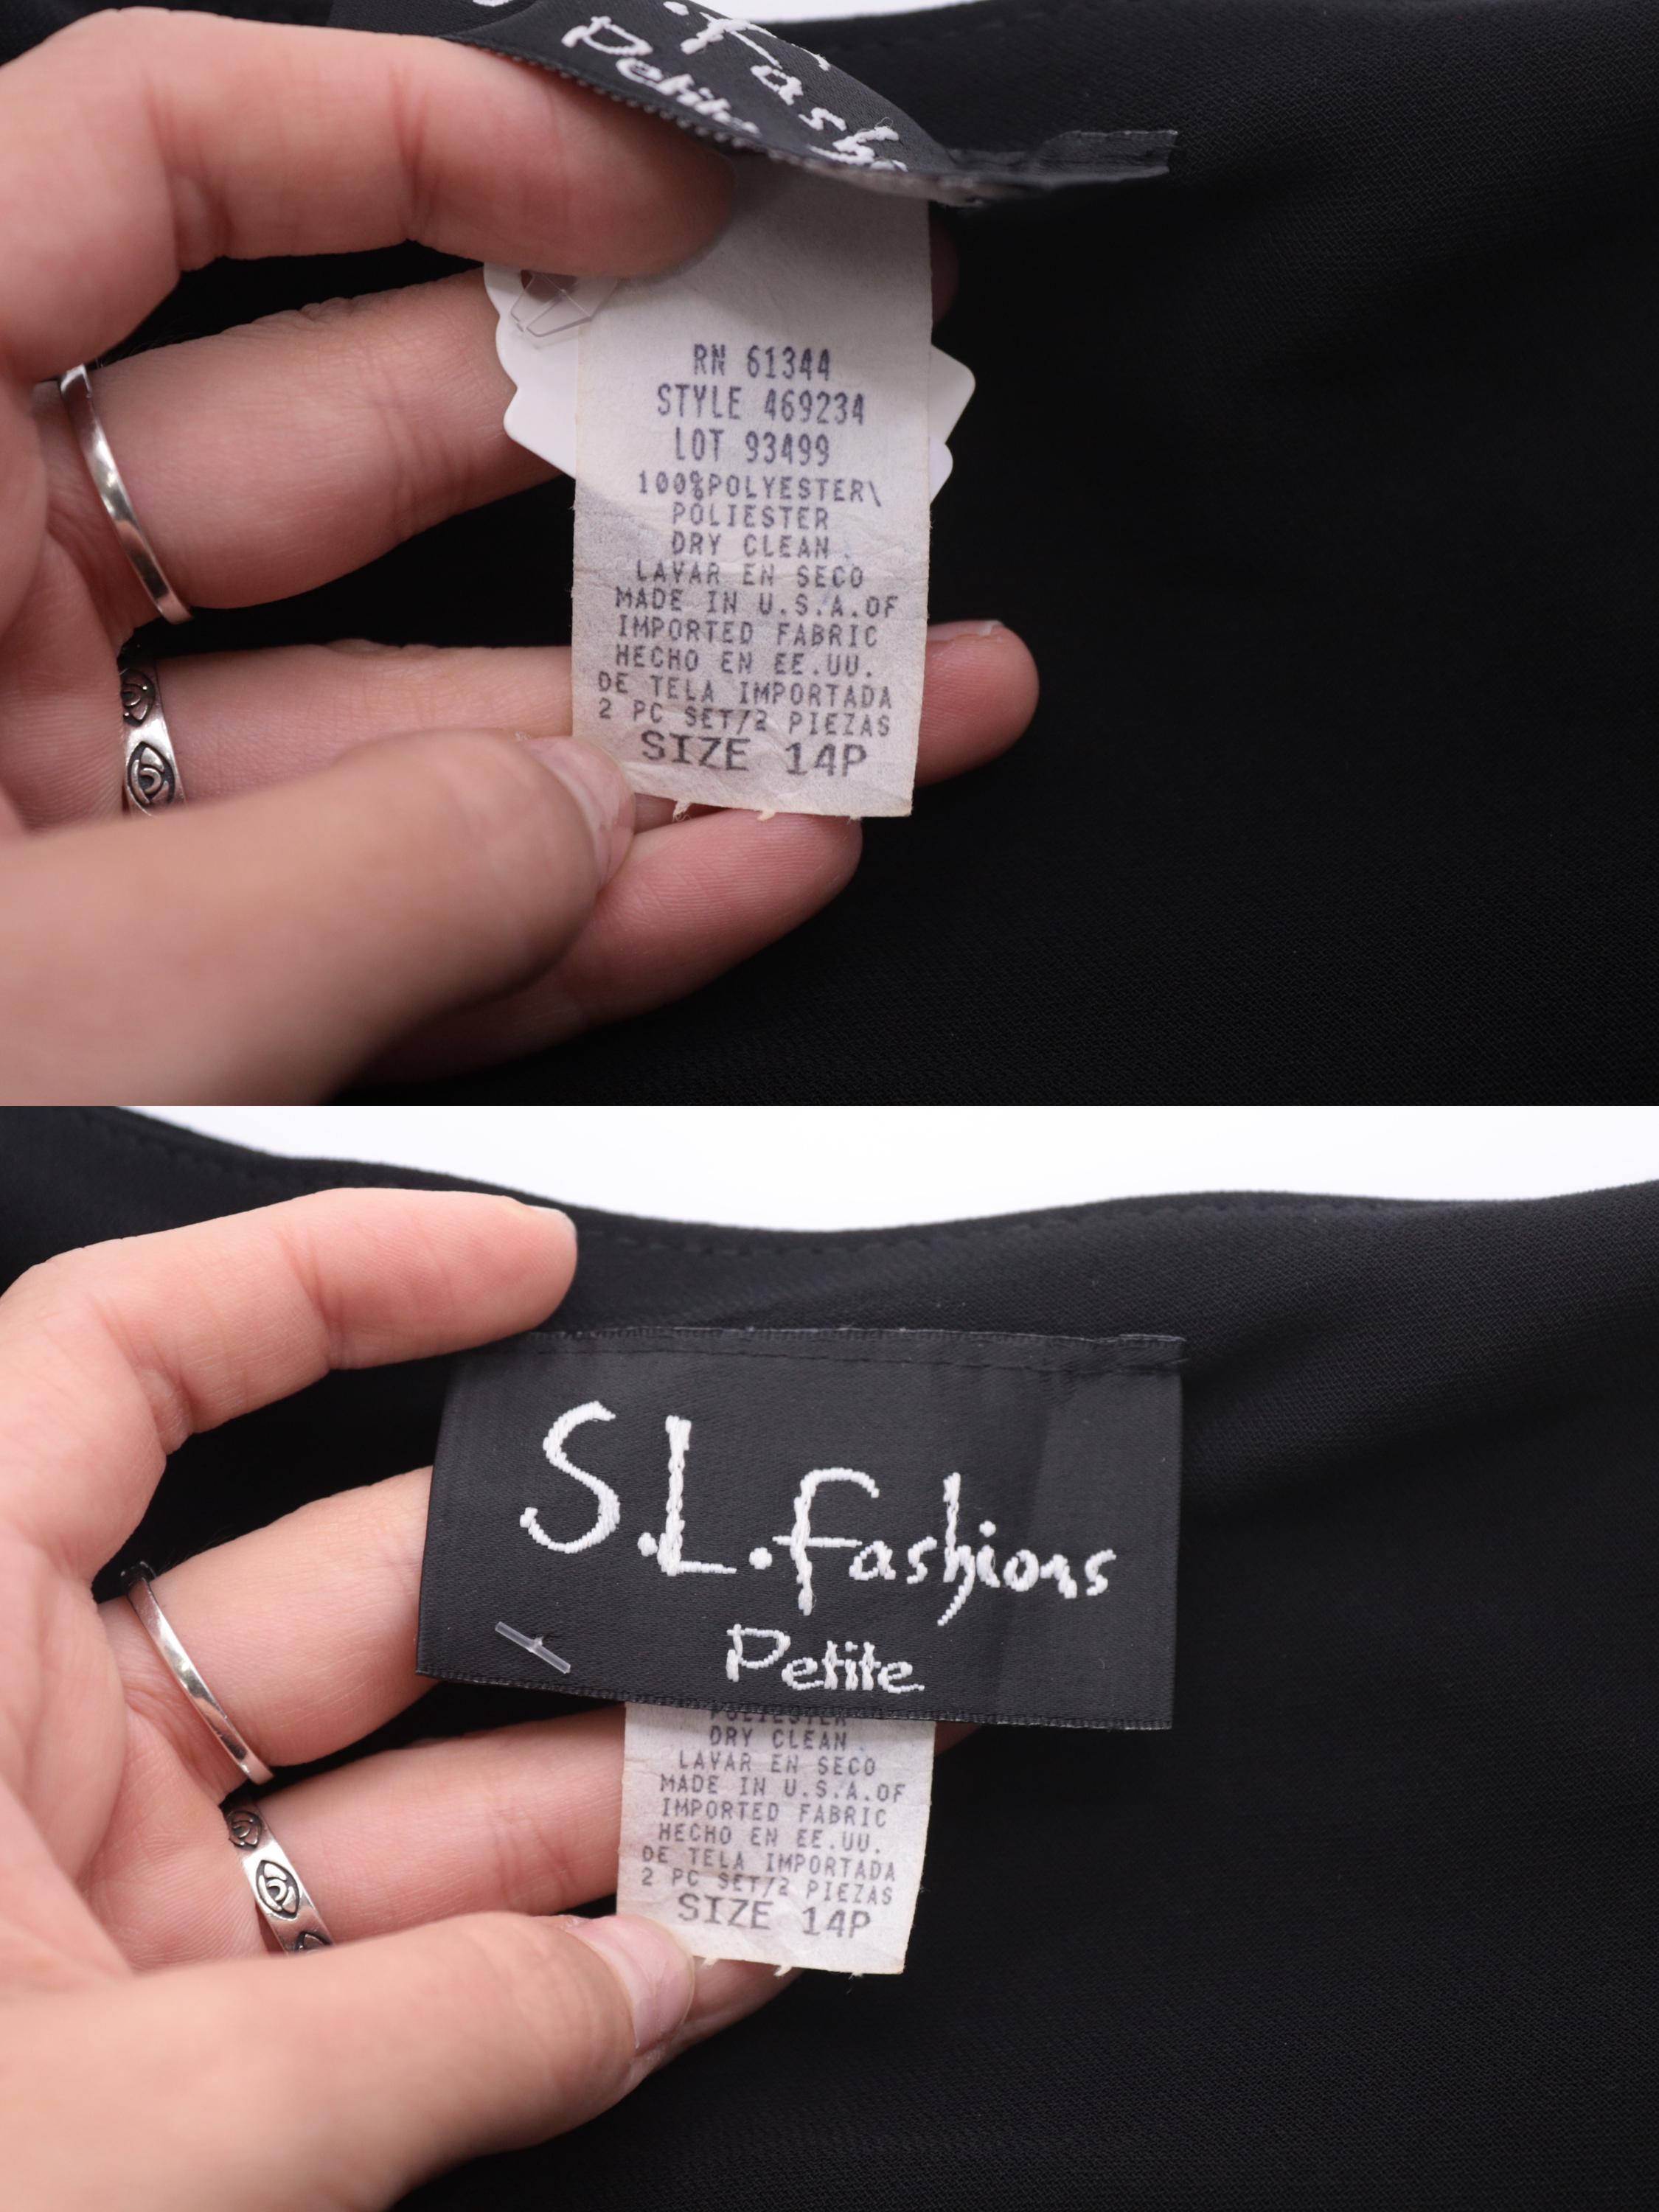 .fash
Petite
RN 61344
STYLE 469234
LOT 93499
100%POLYESTER\
POLIESTER
DRY CLEAN
LAVAR EN SECO
MADE IN U.S.A.OF
IMPORTED FABRIC
HECHO EN EE.UU.
DE TELA IMPORTADA
2 PC SET/2 PIEZAS
SIZE 14P
S.L.fashions
Petite
POLIESTER
DRY CLEAN
LAVAR EN SECO
MADE IN U.S.A.OF
IMPORTED FABRIC
HECHO EN EE.UU.
DE TELA IMPORTADA
2 PC SET/2 PIEZAS
SIZE 14P